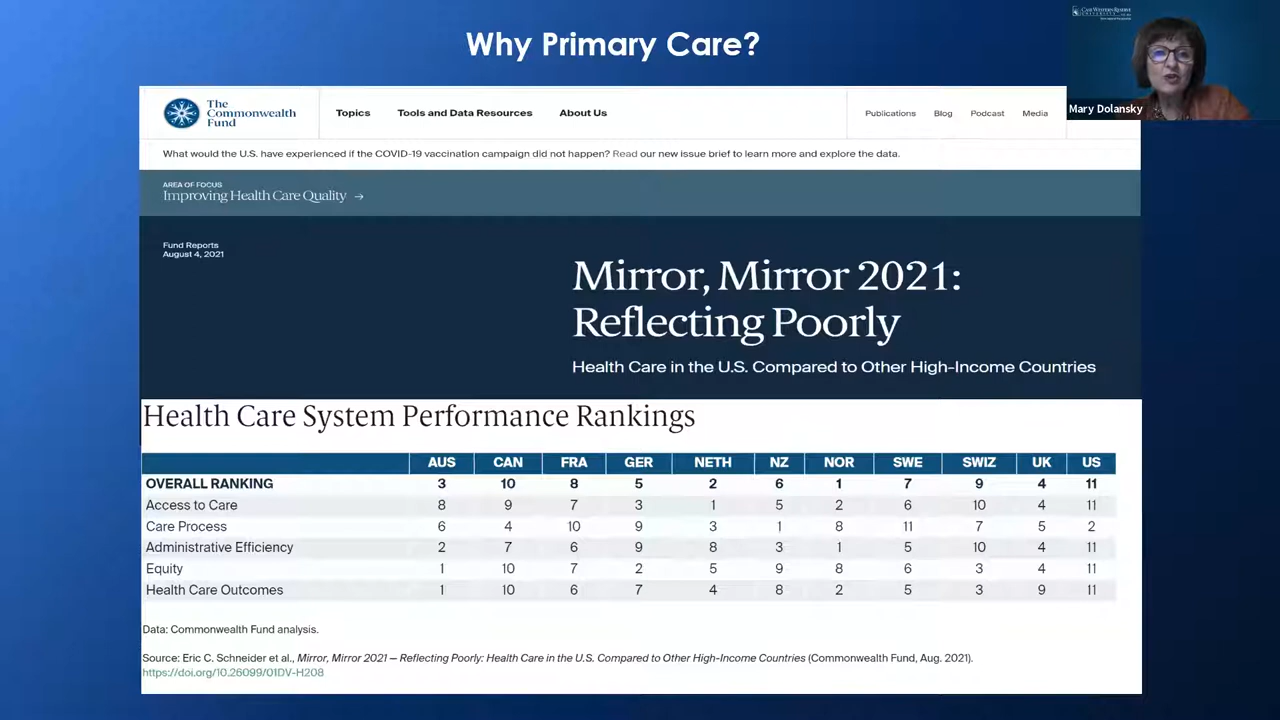 Why Primary Care?
CASE WESTERN RESERVE
UNIVERSITY
Mary Dolansky
The
Commonwealth
Fund
Topics Tools and Data Resources About Us
Publications Blog Podcast Media
What would the U.S. have experienced if the COVID-19 vaccination campaign did not happen? Read our new issue brief to learn more and explore the data.
AREA OF FOCUS
Improving Health Care Quality →
Fund Reports
August 4, 2021
Mirror, Mirror 2021:
Reflecting Poorly
Health Care in the U.S. Compared to Other High-Income Countries
Health Care System Performance Rankings
AUS CAN FRA GER NETH NZ NOR SWE SWIZ UK US
OVERALL RANKING 3 10 8 5 2 6 1 7 9 4 11
Access to Care 8 9 7 3 1 5 2 6 10 4 11
Care Process 6 4 10 9 3 1 8 11 7 5 2
Administrative Efficiency 2 7 6 9 8 3 1 5 10 4 11
Equity 1 10 7 2 5 9 8 6 3 4 11
Health Care Outcomes 1 10 6 7 4 8 2 5 3 9 11
Data: Commonwealth Fund analysis.
Source: Eric C. Schneider et al., Mirror, Mirror 2021 — Reflecting Poorly: Health Care in the U.S. Compared to Other High-Income Countries (Commonwealth Fund, Aug. 2021).
https://doi.org/10.26099/01DV-H208